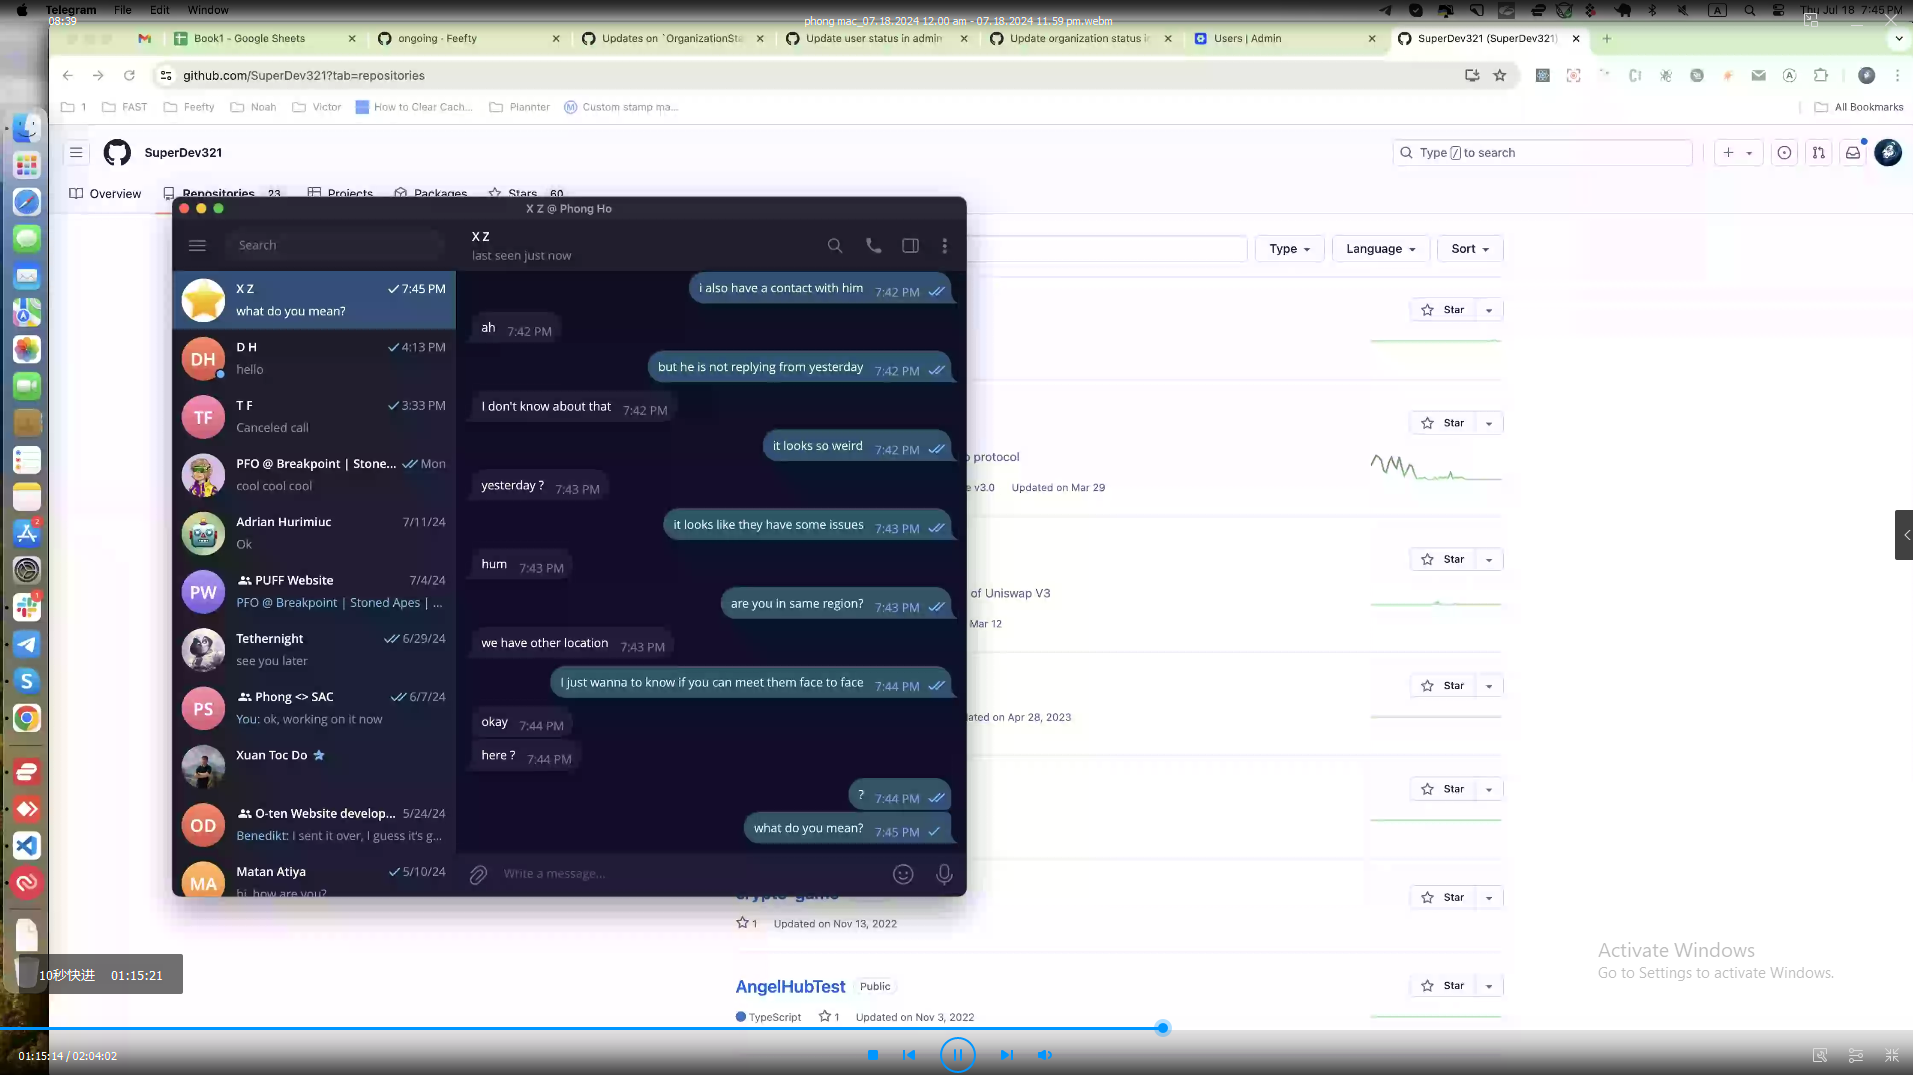 Telegram File Edit Window
08:39
phong mac_07.18.2024 12.00 am - 07.18.2024 11.59 pm.webm
Thu Jul 18 7:45 PM
Book1 - Google Sheets
ongoing - Feefty
Updates on `OrganizationSta
Update user status in admin
Update organization status in
Users | Admin
SuperDev321 (SuperDev321)
github.com/SuperDev321?tab=repositories
1
FAST
Feefty
Noah
Victor
How to Clear Cach...
Plannter
Custom stamp ma...
All Bookmarks
SuperDev321
Type / to search
Overview
Repositories 23
Projects
Packages
Stars 60
X Z @ Phong Ho
Search
X Z
last seen just now
Type
Language
Sort
X Z 7:45 PM
what do you mean?
DH
D H 4:13 PM
hello
TF
T F 3:33 PM
Canceled call
PFO @ Breakpoint | Stone... Mon
cool cool cool
Adrian Hurimiuc 7/11/24
Ok
PW
PUFF Website 7/4/24
PFO @ Breakpoint | Stoned Apes | ...
Tethernight 6/29/24
see you later
PS
Phong <> SAC 6/7/24
You: ok, working on it now
Xuan Toc Do
OD
O-ten Website develop... 5/24/24
Benedikt: I sent it over, I guess it's g...
MA
Matan Atiya 5/10/24
hi, how are you?
i also have a contact with him 7:42 PM
ah 7:42 PM
but he is not replying from yesterday 7:42 PM
I don't know about that 7:42 PM
it looks so weird 7:42 PM
yesterday ? 7:43 PM
it looks like they have some issues 7:43 PM
hum 7:43 PM
are you in same region? 7:43 PM
we have other location 7:43 PM
I just wanna to know if you can meet them face to face 7:44 PM
okay 7:44 PM
here ? 7:44 PM
? 7:44 PM
what do you mean? 7:45 PM
Write a message...
Star
Star
protocol
e v3.0 Updated on Mar 29
Star
of Uniswap V3
Mar 12
Star
ated on Apr 28, 2023
Star
crypto-game
Star
1 Updated on Nov 13, 2022
AngelHubTest Public
Star
TypeScript 1 Updated on Nov 3, 2022
Activate Windows
Go to Settings to activate Windows.
10秒快进 01:15:21
01:15:14 / 02:04:02